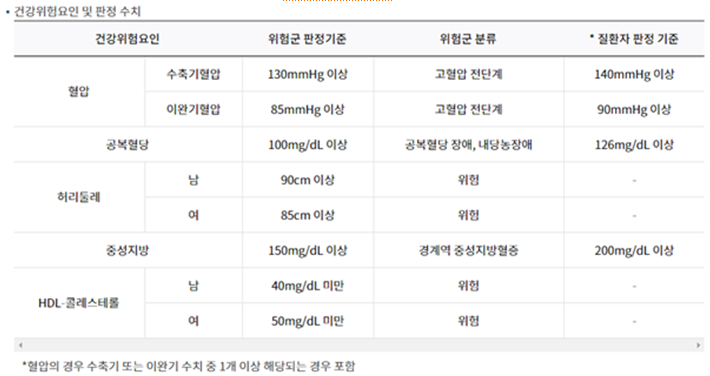 • 건강위험요인 및 판정 수치
건강위험요인 위험군 판정기준 위험군 분류 * 질환자 판정 기준
혈압 수축기혈압 130mmHg 이상 고혈압 전단계 140mmHg 이상
이완기혈압 85mmHg 이상 고혈압 전단계 90mmHg 이상
공복혈당 100mg/dL 이상 공복혈당 장애, 내당농장애 126mg/dL 이상
허리둘레 남 90cm 이상 위험 -
여 85cm 이상 위험 -
중성지방 150mg/dL 이상 경계역 중성지방혈증 200mg/dL 이상
HDL-콜레스테롤 남 40mg/dL 미만 위험 -
여 50mg/dL 미만 위험 -
*혈압의 경우 수축기 또는 이완기 수치 중 1개 이상 해당되는 경우 포함